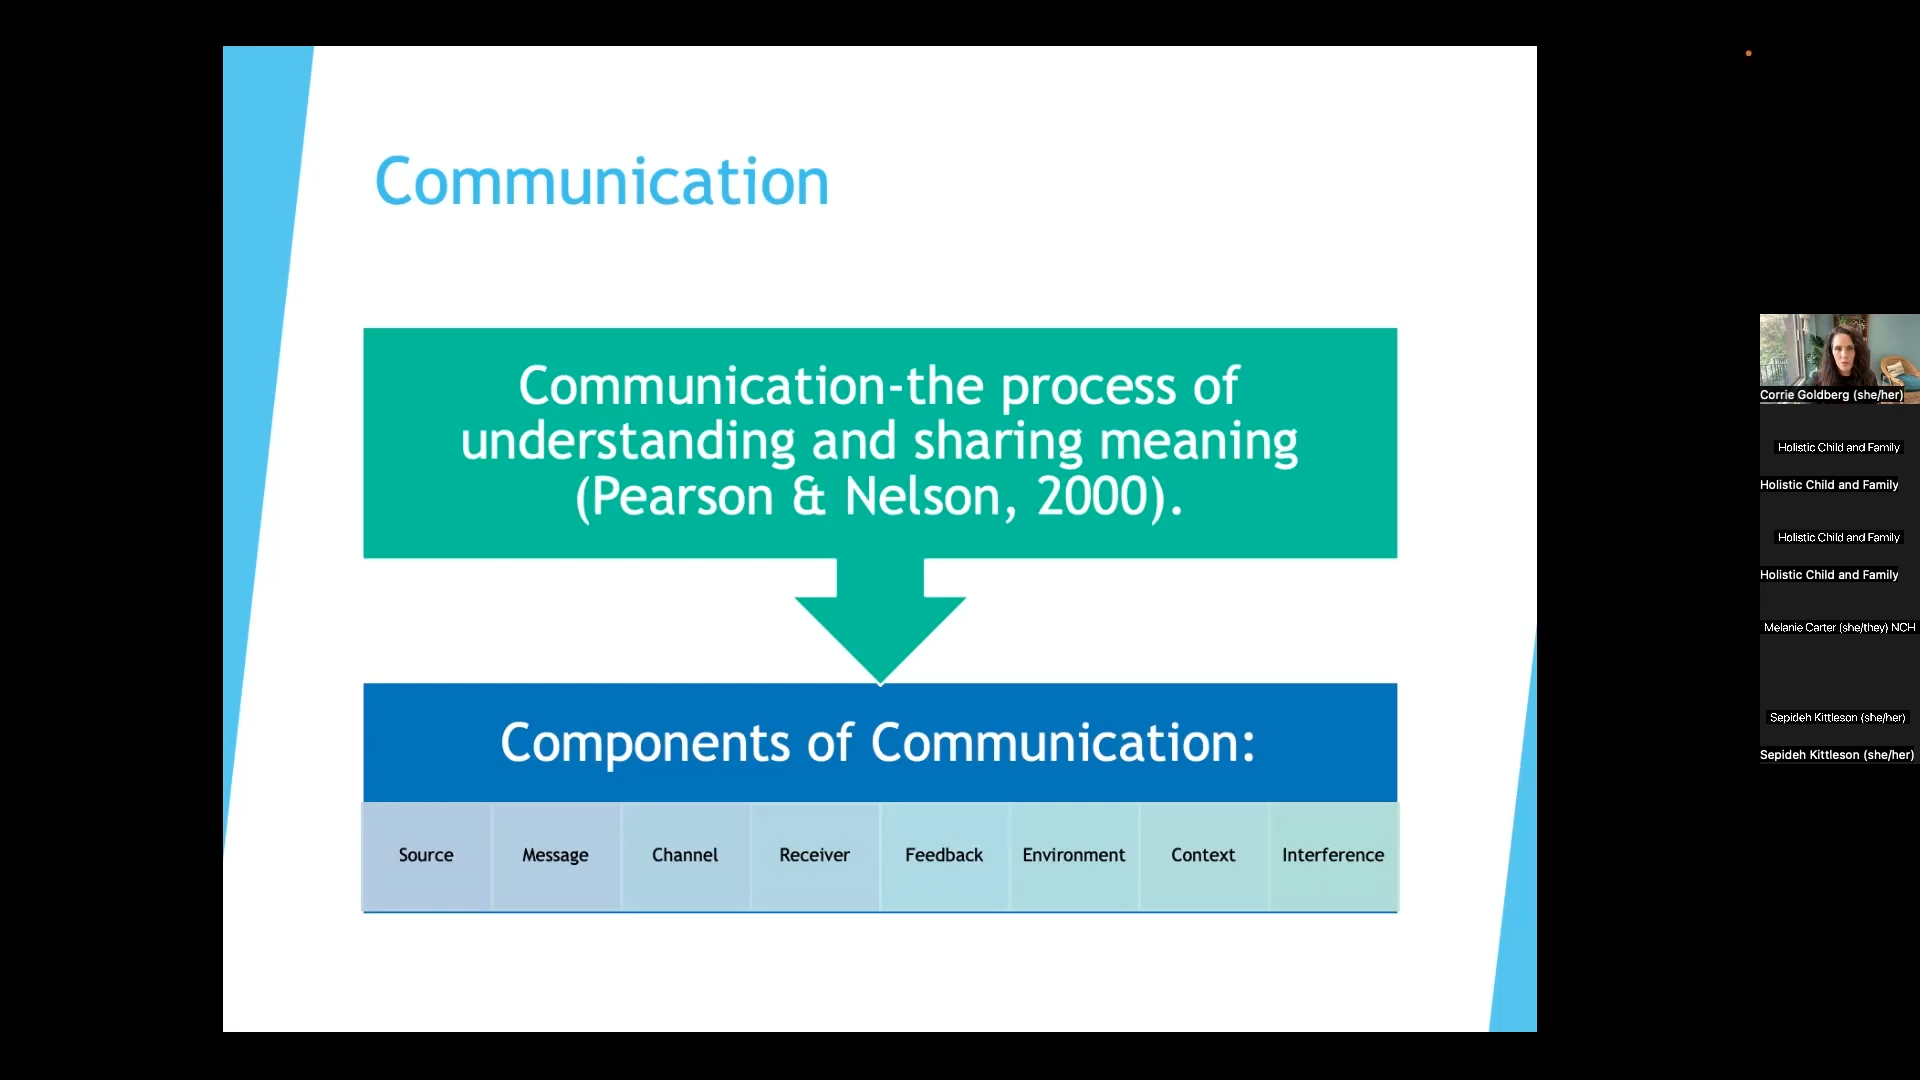 Communication
Communication-the process of
understanding and sharing meaning
(Pearson & Nelson, 2000).
Components of Communication:
Source
Message
Channel
Receiver
Feedback
Environment
Context
Interference
Corrie Goldberg (she/her)
Holistic Child and Family
Holistic Child and Family
Holistic Child and Family
Holistic Child and Family
Melanie Carter (she/they) NCH
Sepideh Kittleson (she/her)
Sepideh Kittleson (she/her)